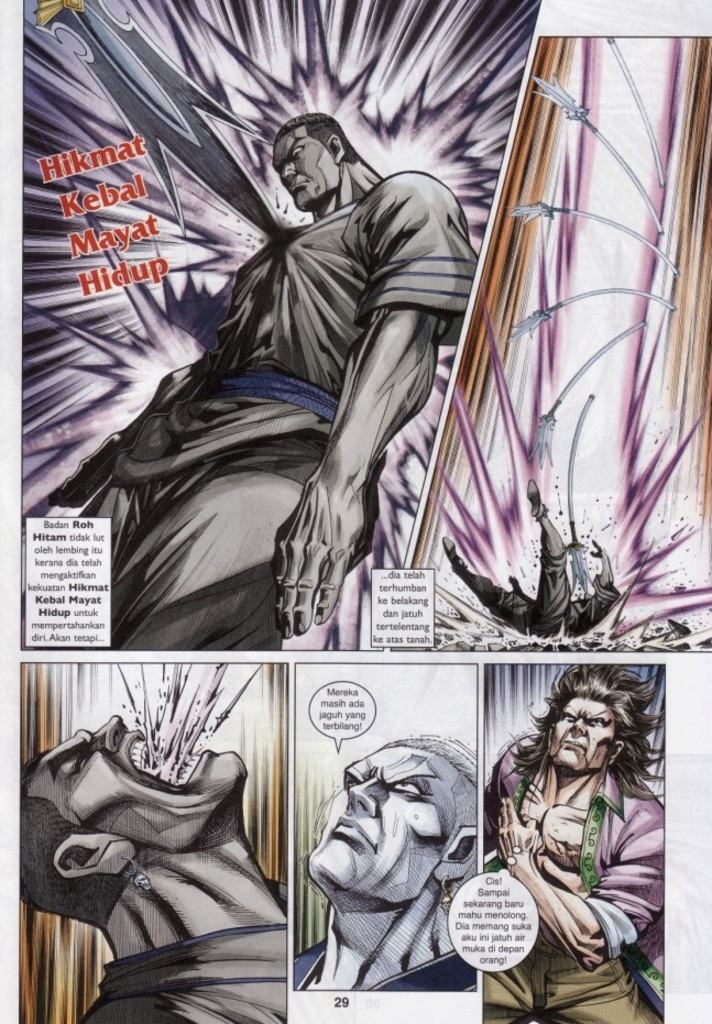 Hikmat
Kebal
Mayat
Hidup
Badan Roh
Hitam tidak lut
oleh lembing itu
kerana dia telah
mengaktifkan
kekuatan Hikmat
Kebal Mayat
Hidup untuk
mempertahankan
diri. Akan tetapi...
...dia telah
terhumban
ke belakang
dan jatuh
tertelentang
ke atas tanah.
Mereka
masih ada
jaguh yang
terbilang!
Cis!
Sampai
sekarang baru
mahu menolong.
Dia memang suka
aku ini jatuh air
muka di depan
orang!
29